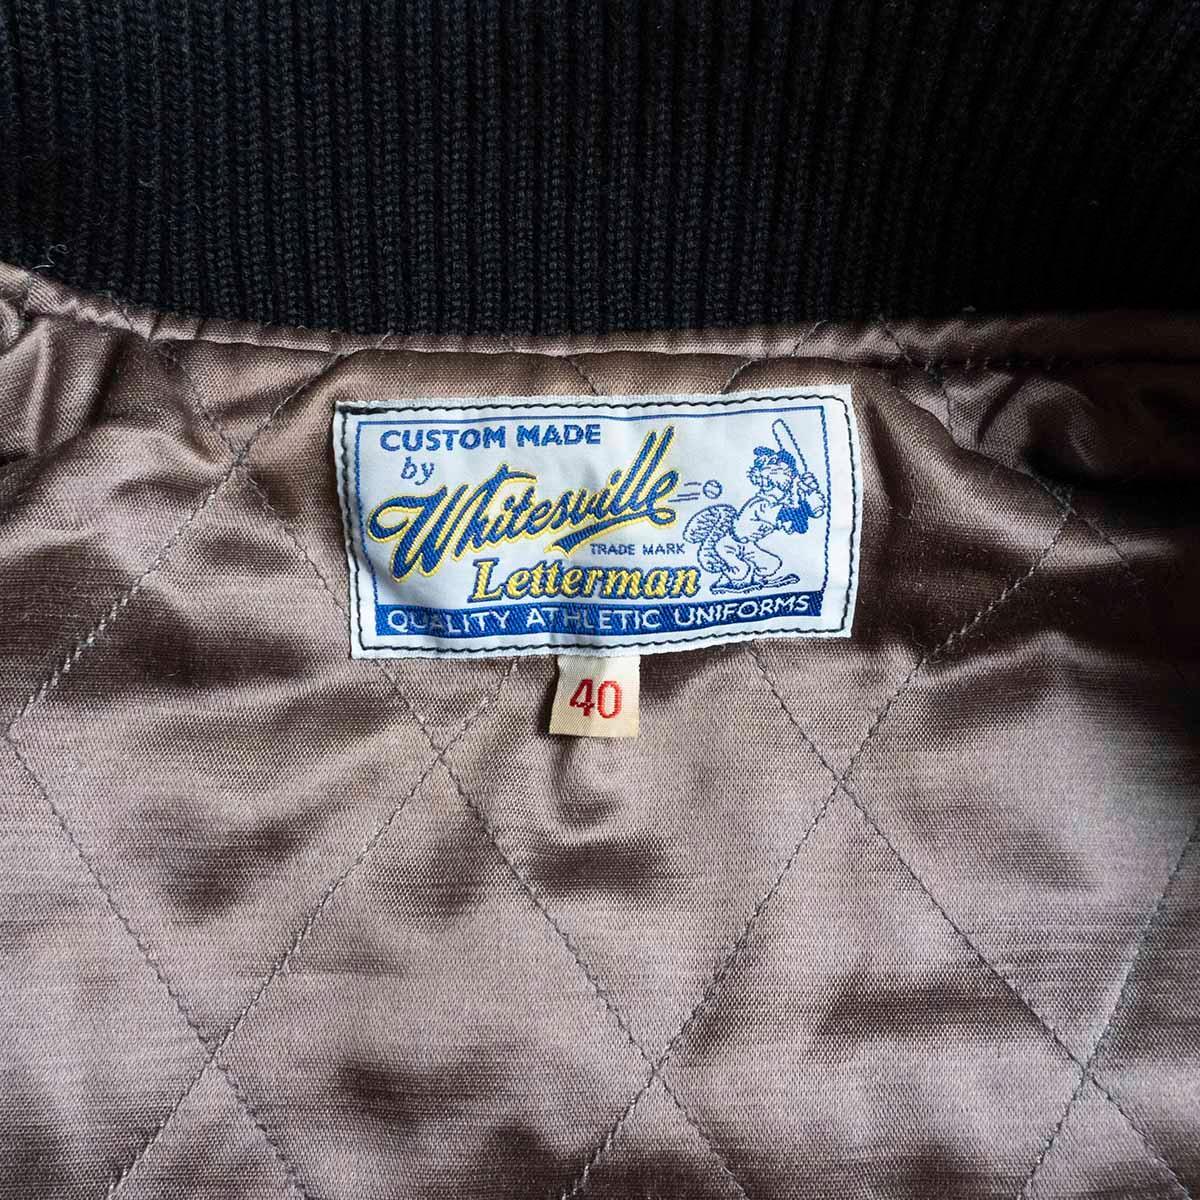 CUSTOM MADE
by
Whitesville
TRADE MARK
Letterman
QUALITY ATHLETIC UNIFORMS
40